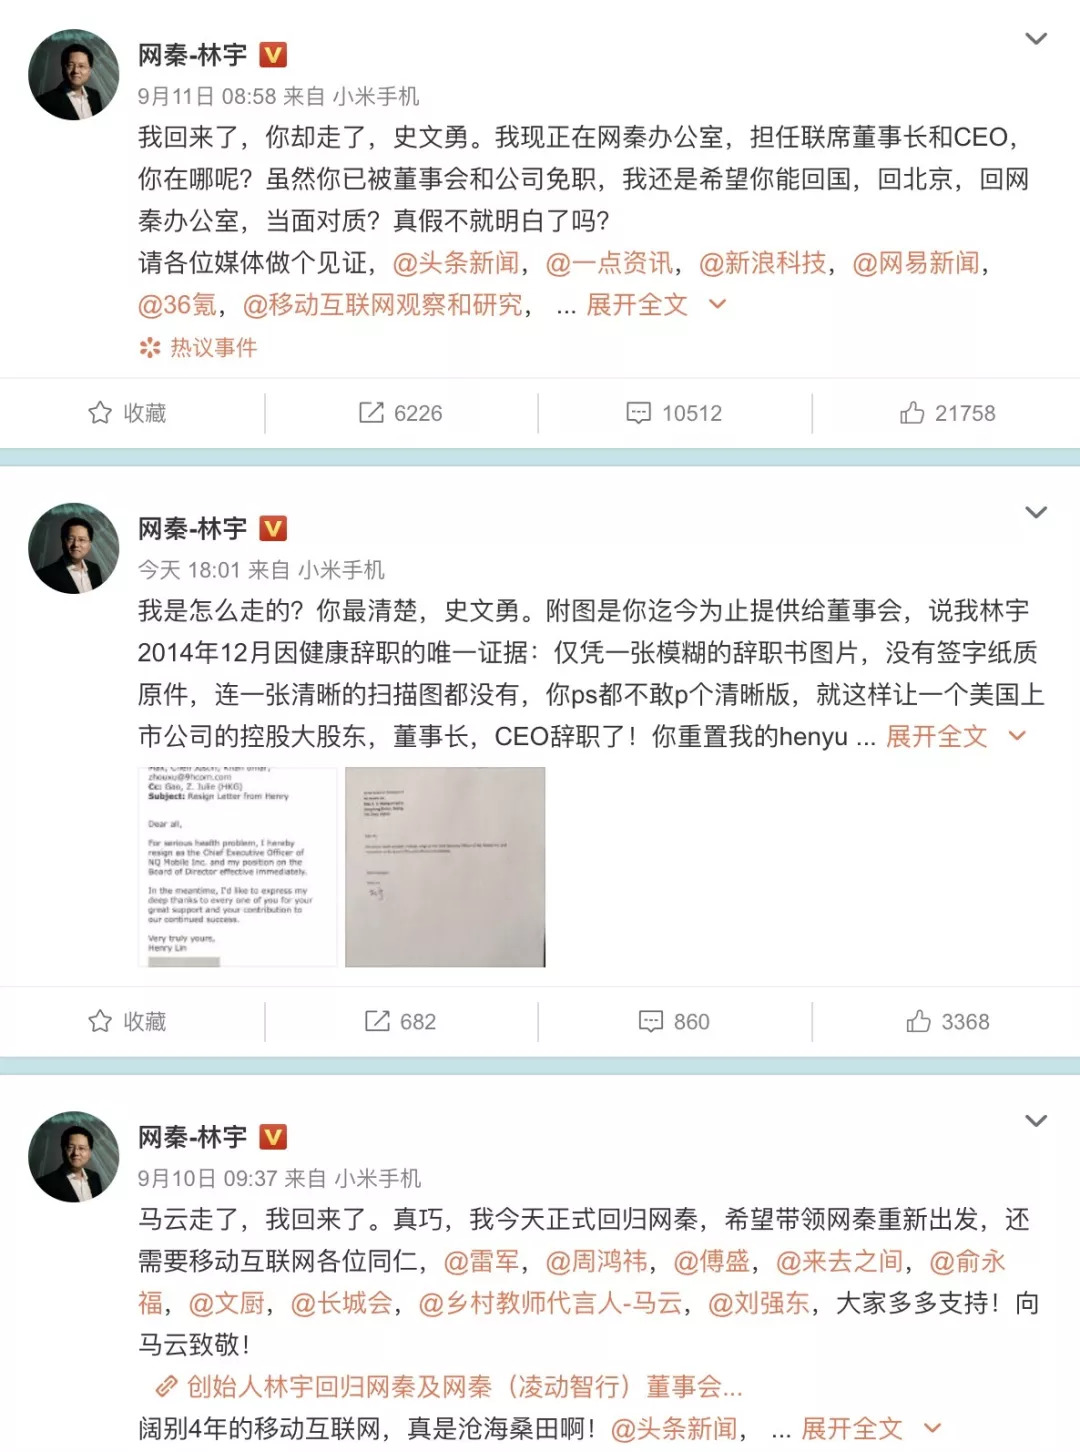 网秦-林宇 V
9月11日 08:58 来自 小米手机
我回来了，你却走了，史文勇。我现正在网秦办公室，担任联席董事长和CEO，
你在哪呢？虽然你已被董事会和公司免职，我还是希望你能回国，回北京，回网
秦办公室，当面对质？真假不就明白了吗？
请各位媒体做个见证，@头条新闻，@一点资讯，@新浪科技，@网易新闻，
@36氪，@移动互联网观察和研究， ... 展开全文
热议事件
收藏 6226 10512 21758
网秦-林宇 V
今天 18:01 来自 小米手机
我是怎么走的？你最清楚，史文勇。附图是你迄今为止提供给董事会，说我林宇
2014年12月因健康辞职的唯一证据：仅凭一张模糊的辞职书图片，没有签字纸质
原件，连一张清晰的扫描图都没有，你ps都不敢p个清晰版，就这样让一个美国上
市公司的控股大股东，董事长，CEO辞职了！你重置我的henyu ... 展开全文
zhouxu@9hcom.com
Cc: Gao, Z. Julie (HKG)
Subject: Resign Letter from Henry
Dear all,
For serious health problem, I hereby
resign as the Chief Executive Officer of
NQ Mobile Inc. and my position on the
Board of Director effective immediately.
In the meantime, I'd like to express my
deep thanks to every one of you for your
great support and your contribution to
our continued success.
Very truly yours,
Henry Lin
收藏 682 860 3368
网秦-林宇 V
9月10日 09:37 来自 小米手机
马云走了，我回来了。真巧，我今天正式回归网秦，希望带领网秦重新出发，还
需要移动互联网各位同仁，@雷军，@周鸿祎，@傅盛，@来去之间，@俞永
福，@文厨，@长城会，@乡村教师代言人-马云，@刘强东，大家多多支持！向
马云致敬！
创始人林宇回归网秦及网秦（凌动智行）董事会...
阔别4年的移动互联网，真是沧海桑田啊！@头条新闻， ... 展开全文